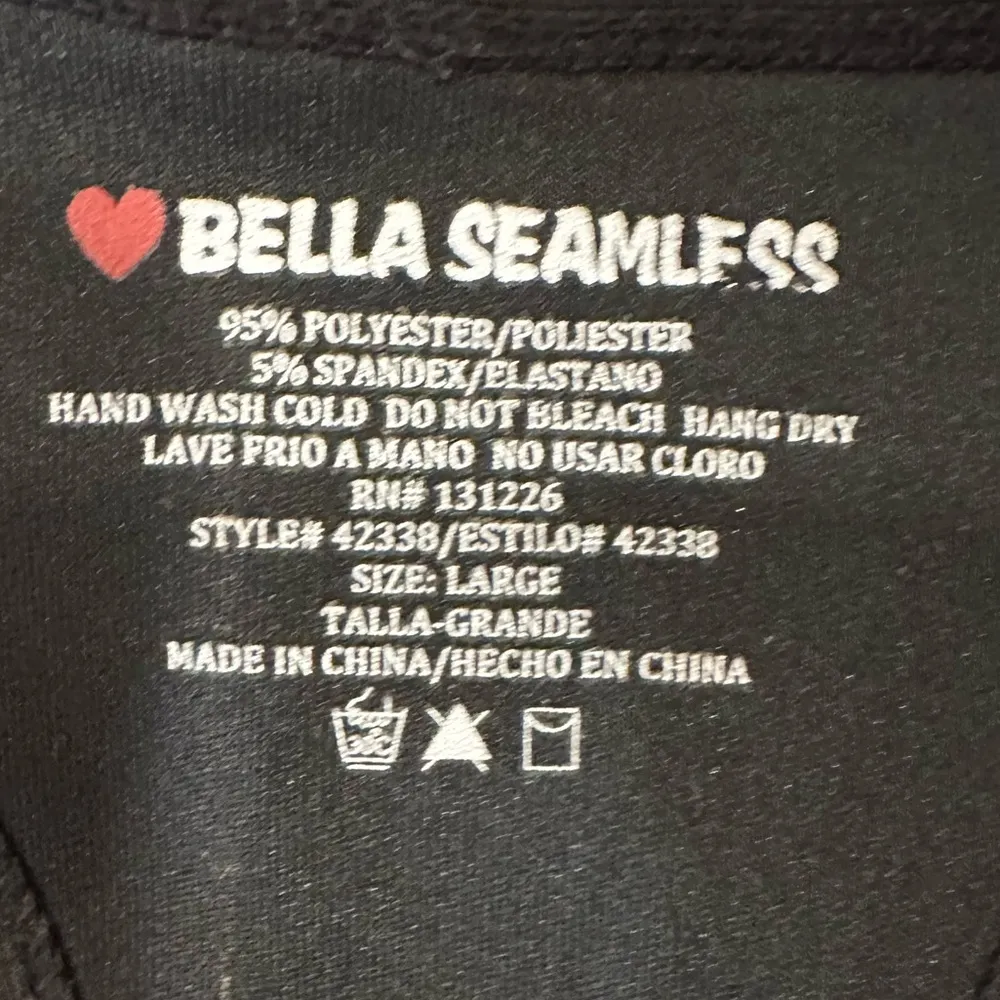 BELLA SEAMLESS
95% POLYESTER/POLIESTER
5% SPANDEX/ELASTANO
HAND WASH COLD DO NOT BLEACH HANG DRY
LAVE FRIO A MANO NO USAR CLORO
RN# 131226
STYLE# 42338/ESTILO# 42338
SIZE: LARGE
TALLA-GRANDE
MADE IN CHINA/HECHO EN CHINA